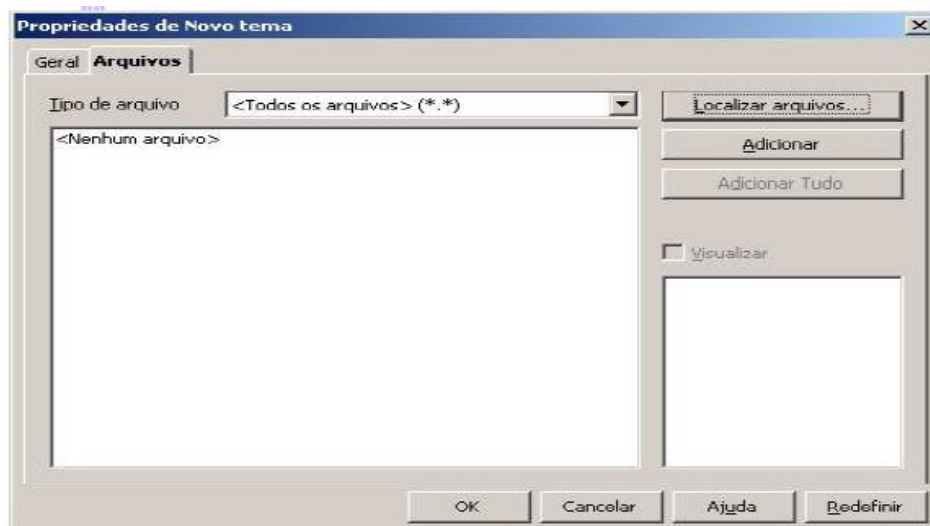 Propriedades de Novo tema
Geral Arquivos
Tipo de arquivo <Todos os arquivos> (*.*) Localizar arquivos...
<Nenhum arquivo>
Adicionar
Adicionar Tudo
Visualizar
OK Cancelar Ajuda Redefinir